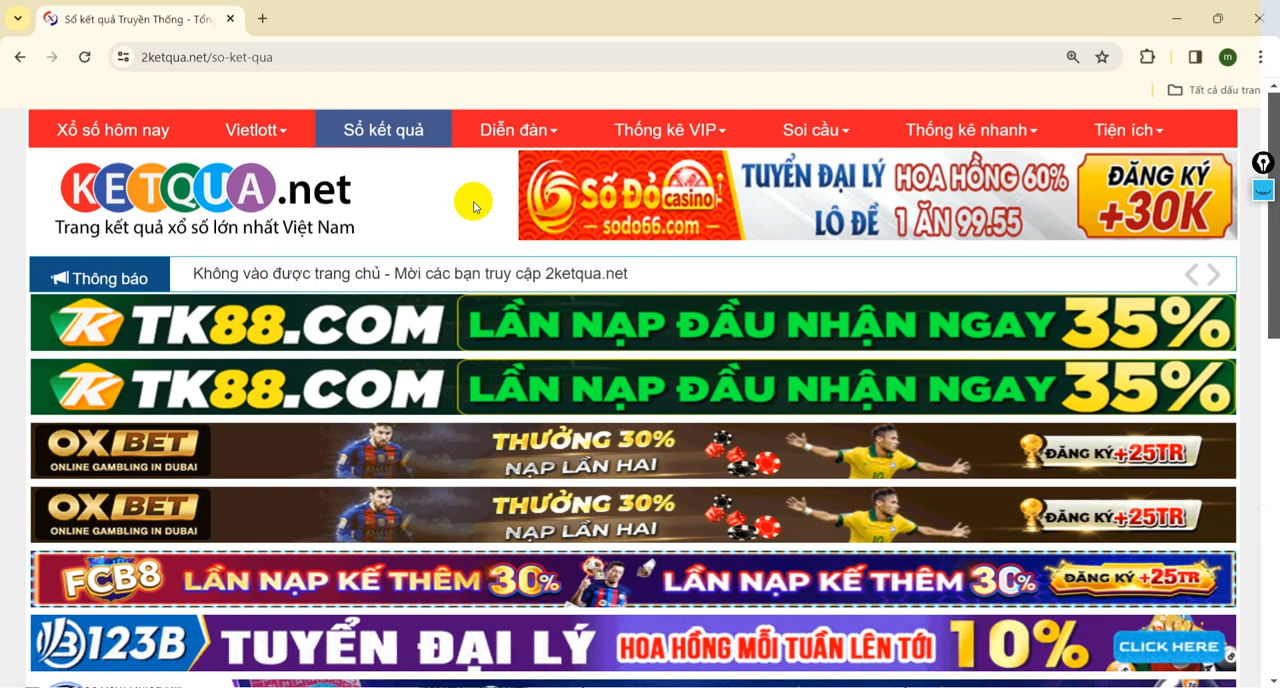 Sổ kết quả Truyền Thống - Tổn
2ketqua.net/so-ket-qua
m
Tất cả dấu tran
Xổ số hôm nay Vietlott Sổ kết quả Diễn đàn Thống kê VIP Soi cầu Thống kê nhanh Tiện ích
KETQUA.net
Trang kết quả xổ số lớn nhất Việt Nam
SỐ ĐỎ casino
sodo66.com
TUYỂN ĐẠI LÝ HOA HỒNG 60%
LÔ ĐỀ 1 ĂN 99.55
ĐĂNG KÝ
+30K
Thông báo
Không vào được trang chủ - Mời các bạn truy cập 2ketqua.net
TK88.COM LẦN NẠP ĐẦU NHẬN NGAY 35%
TK88.COM LẦN NẠP ĐẦU NHẬN NGAY 35%
OXBET
ONLINE GAMBLING IN DUBAI
THƯỞNG 30%
NẠP LẦN HAI
ĐĂNG KÝ +25TR
OXBET
ONLINE GAMBLING IN DUBAI
THƯỞNG 30%
NẠP LẦN HAI
ĐĂNG KÝ +25TR
FCB8 LẦN NẠP KẾ THÊM 30% LẦN NẠP KẾ THÊM 30% ĐĂNG KÝ +25TR
123B TUYỂN ĐẠI LÝ HOA HỒNG MỖI TUẦN LÊN TỚI 10% CLICK HERE